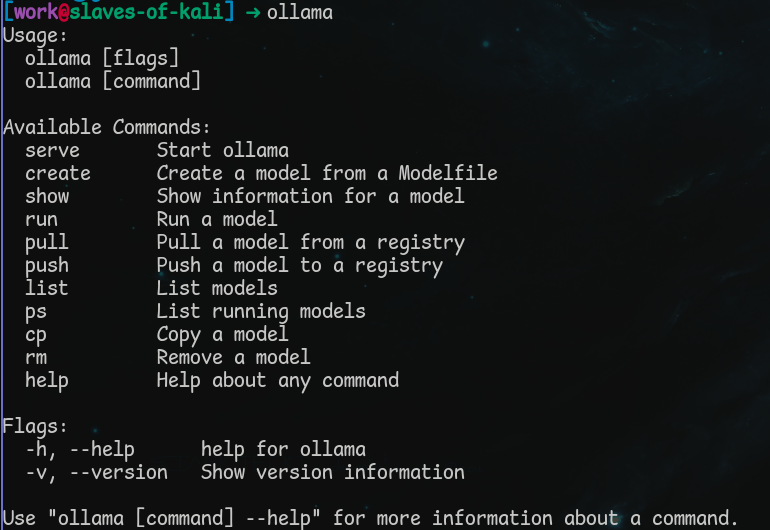 [work@slaves-of-kali] → ollama
Usage:
  ollama [flags]
  ollama [command]

Available Commands:
  serve       Start ollama
  create      Create a model from a Modelfile
  show        Show information for a model
  run         Run a model
  pull        Pull a model from a registry
  push        Push a model to a registry
  list        List models
  ps          List running models
  cp          Copy a model
  rm          Remove a model
  help        Help about any command

Flags:
  -h, --help      help for ollama
  -v, --version   Show version information

Use "ollama [command] --help" for more information about a command.